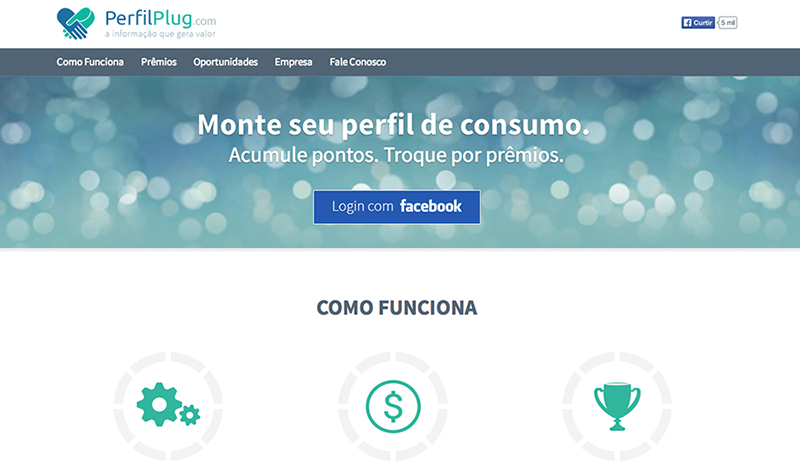 PerfilPlug.com
a informação que gera valor
Curtir 5 mil
Como Funciona Prêmios Oportunidades Empresa Fale Conosco
Monte seu perfil de consumo.
Acumule pontos. Troque por prêmios.
Login com facebook
COMO FUNCIONA
$